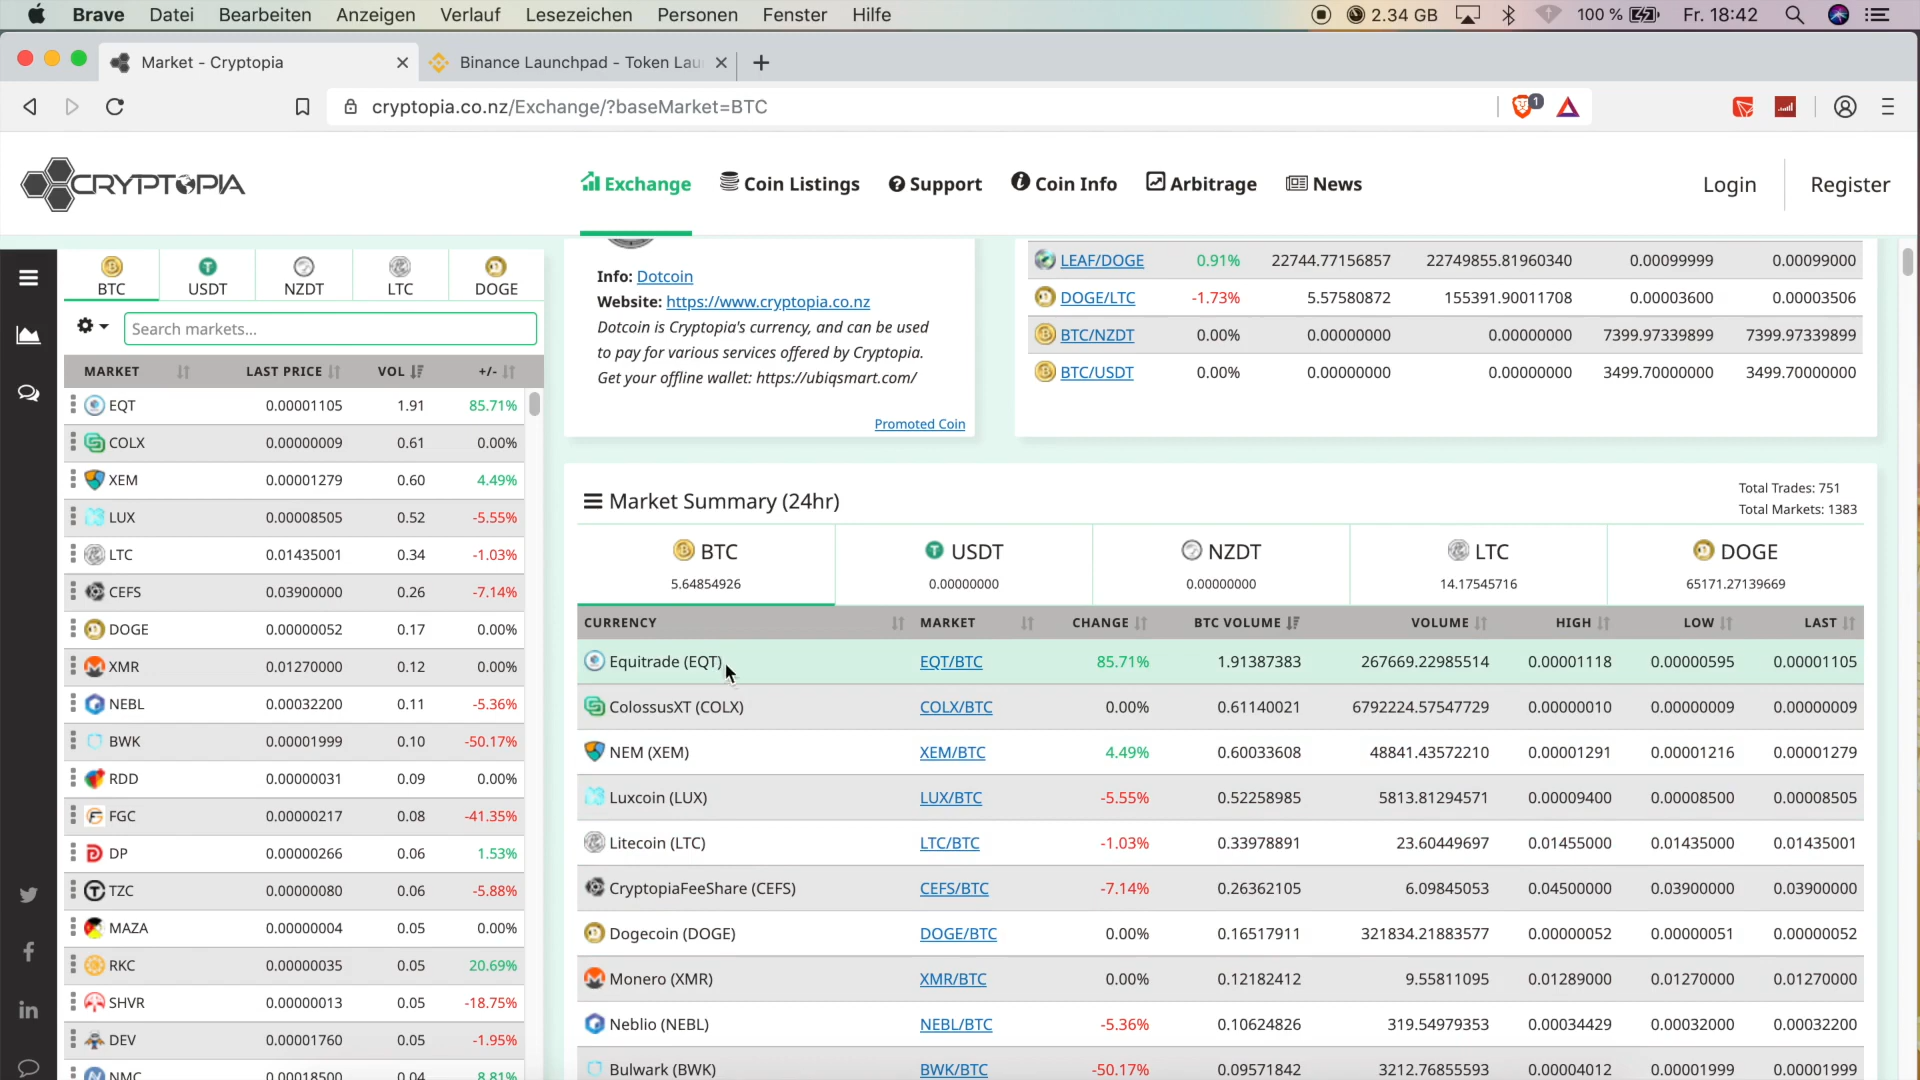 Brave Datei Bearbeiten Anzeigen Verlauf Lesezeichen Personen Fenster Hilfe 2.34 GB 100 % Fr. 18:42
Market - Cryptopia Binance Launchpad - Token Lau
cryptopia.co.nz/Exchange/?baseMarket=BTC 1
CRYPTOPIA Exchange Coin Listings Support Coin Info Arbitrage News Login Register
BTC USDT NZDT LTC DOGE
Search markets...
MARKET LAST PRICE VOL +/-
EQT 0.00001105 1.91 85.71%
COLX 0.00000009 0.61 0.00%
XEM 0.00001279 0.60 4.49%
LUX 0.00008505 0.52 -5.55%
LTC 0.01435001 0.34 -1.03%
CEFS 0.03900000 0.26 -7.14%
DOGE 0.00000052 0.17 0.00%
XMR 0.01270000 0.12 0.00%
NEBL 0.00032200 0.11 -5.36%
BWK 0.00001999 0.10 -50.17%
RDD 0.00000031 0.09 0.00%
FGC 0.00000217 0.08 -41.35%
DP 0.00000266 0.06 1.53%
TZC 0.00000080 0.06 -5.88%
MAZA 0.00000004 0.05 0.00%
RKC 0.00000035 0.05 20.69%
SHVR 0.00000013 0.05 -18.75%
DEV 0.00001760 0.05 -1.95%
NMC 0.00018500 0.04 8.81%
Info: Dotcoin
Website: https://www.cryptopia.co.nz
Dotcoin is Cryptopia's currency, and can be used
to pay for various services offered by Cryptopia.
Get your offline wallet: https://ubiqsmart.com/
Promoted Coin
LEAF/DOGE 0.91% 22744.77156857 22749855.81960340 0.00099999 0.00099000
DOGE/LTC -1.73% 5.57580872 155391.90011708 0.00003600 0.00003506
BTC/NZDT 0.00% 0.00000000 0.00000000 7399.97339899 7399.97339899
BTC/USDT 0.00% 0.00000000 0.00000000 3499.70000000 3499.70000000
Market Summary (24hr)
Total Trades: 751
Total Markets: 1383
BTC USDT NZDT LTC DOGE
5.64854926 0.00000000 0.00000000 14.17545716 65171.27139669
CURRENCY MARKET CHANGE BTC VOLUME VOLUME HIGH LOW LAST
Equitrade (EQT) EQT/BTC 85.71% 1.91387383 267669.22985514 0.00001118 0.00000595 0.00001105
ColossusXT (COLX) COLX/BTC 0.00% 0.61140021 6792224.57547729 0.00000010 0.00000009 0.00000009
NEM (XEM) XEM/BTC 4.49% 0.60033608 48841.43572210 0.00001291 0.00001216 0.00001279
Luxcoin (LUX) LUX/BTC -5.55% 0.52258985 5813.81294571 0.00009400 0.00008500 0.00008505
Litecoin (LTC) LTC/BTC -1.03% 0.33978891 23.60449697 0.01455000 0.01435000 0.01435001
CryptopiaFeeShare (CEFS) CEFS/BTC -7.14% 0.26362105 6.09845053 0.04500000 0.03900000 0.03900000
Dogecoin (DOGE) DOGE/BTC 0.00% 0.16517911 321834.21883577 0.00000052 0.00000051 0.00000052
Monero (XMR) XMR/BTC 0.00% 0.12182412 9.55811095 0.01289000 0.01270000 0.01270000
Neblio (NEBL) NEBL/BTC -5.36% 0.10624826 319.54979353 0.00034429 0.00032000 0.00032200
Bulwark (BWK) BWK/BTC -50.17% 0.09571842 3212.76855593 0.00004012 0.00001999 0.00001999